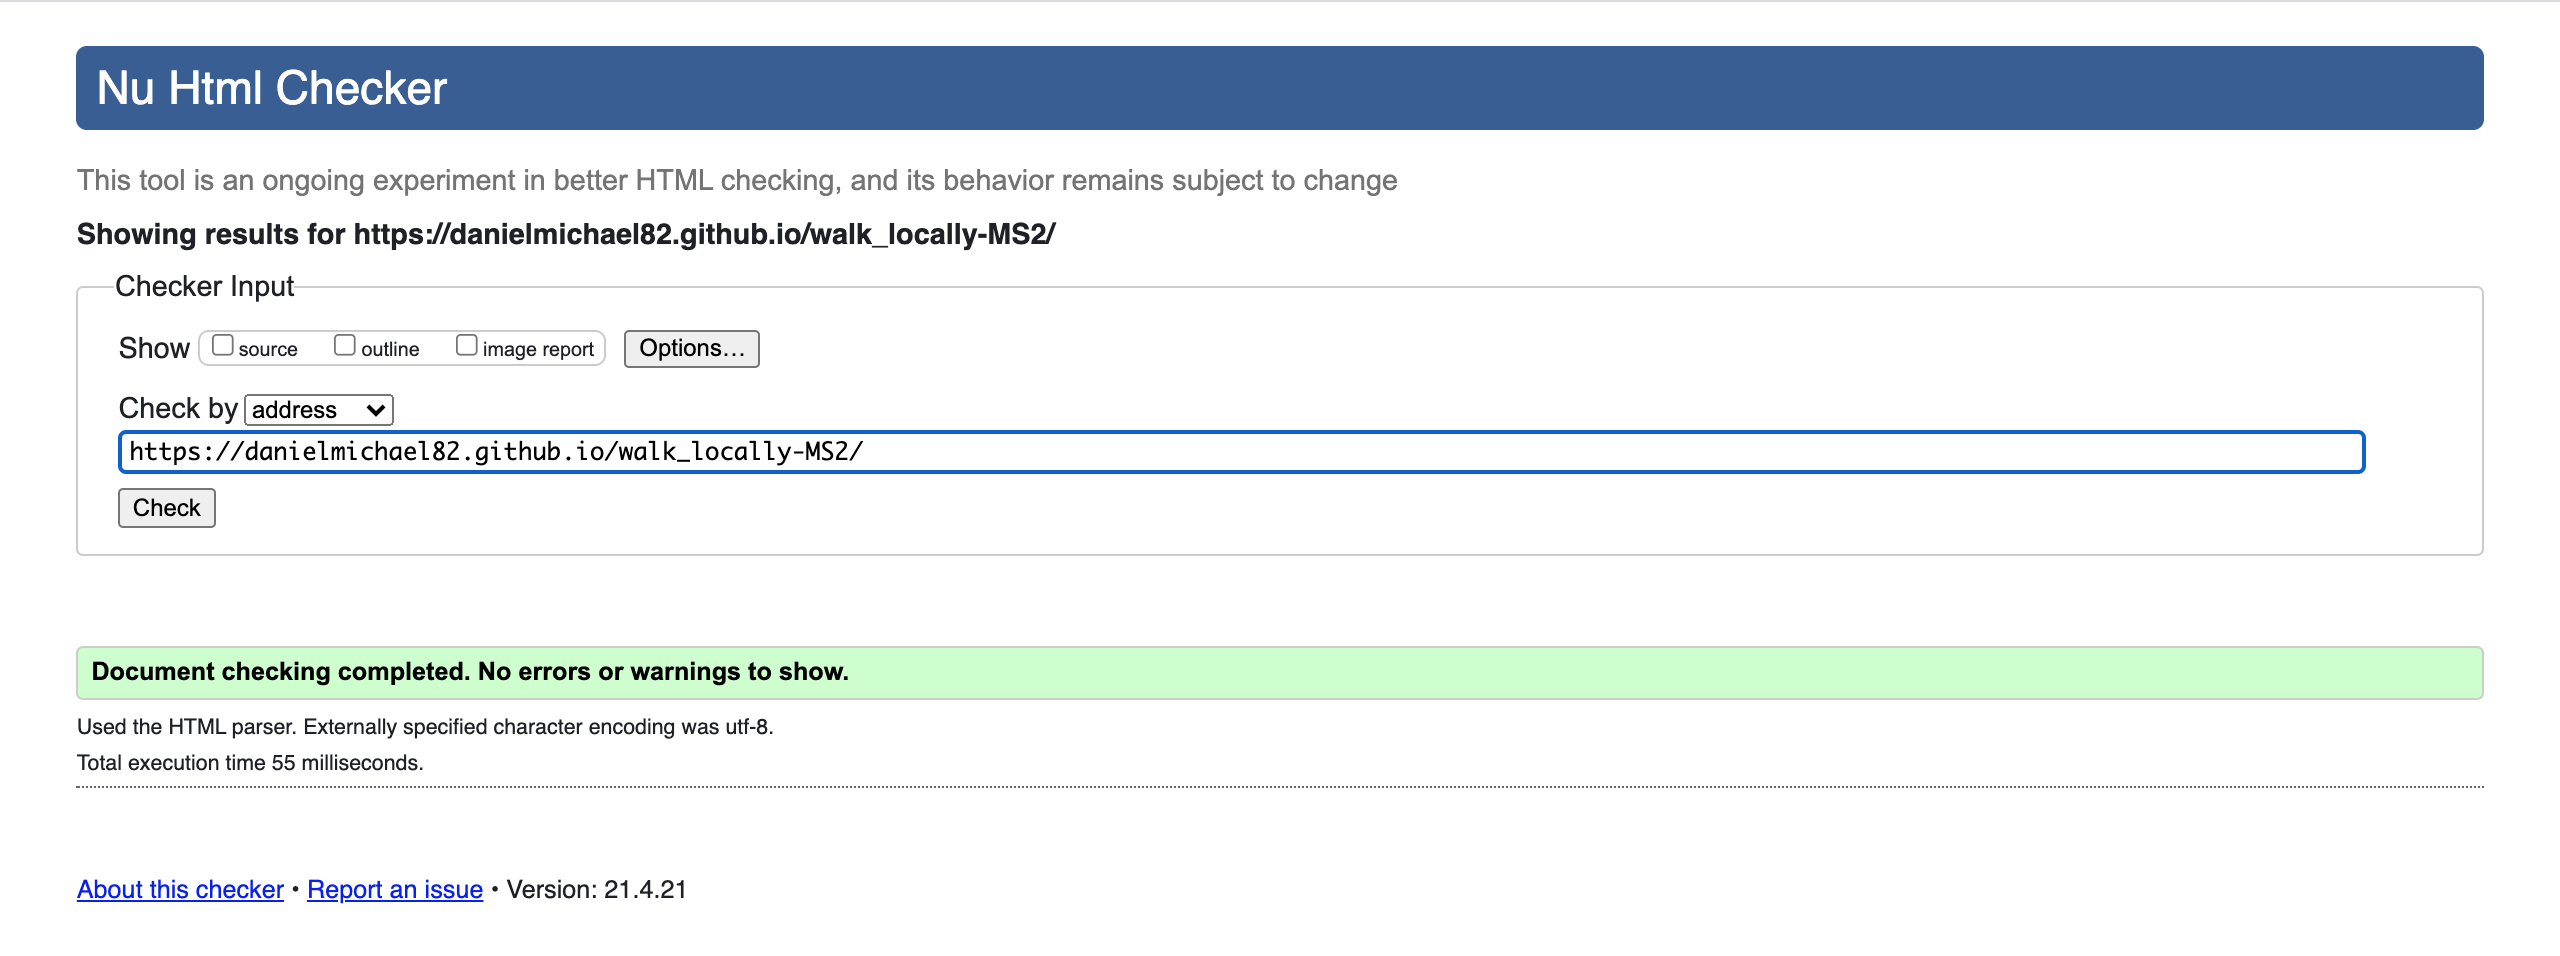 Nu Html Checker
This tool is an ongoing experiment in better HTML checking, and its behavior remains subject to change
Showing results for https://danielmichael82.github.io/walk_locally-MS2/
Checker Input
Show source outline image report Options…
Check by address
https://danielmichael82.github.io/walk_locally-MS2/
Check
Document checking completed. No errors or warnings to show.
Used the HTML parser. Externally specified character encoding was utf-8.
Total execution time 55 milliseconds.
About this checker • Report an issue • Version: 21.4.21